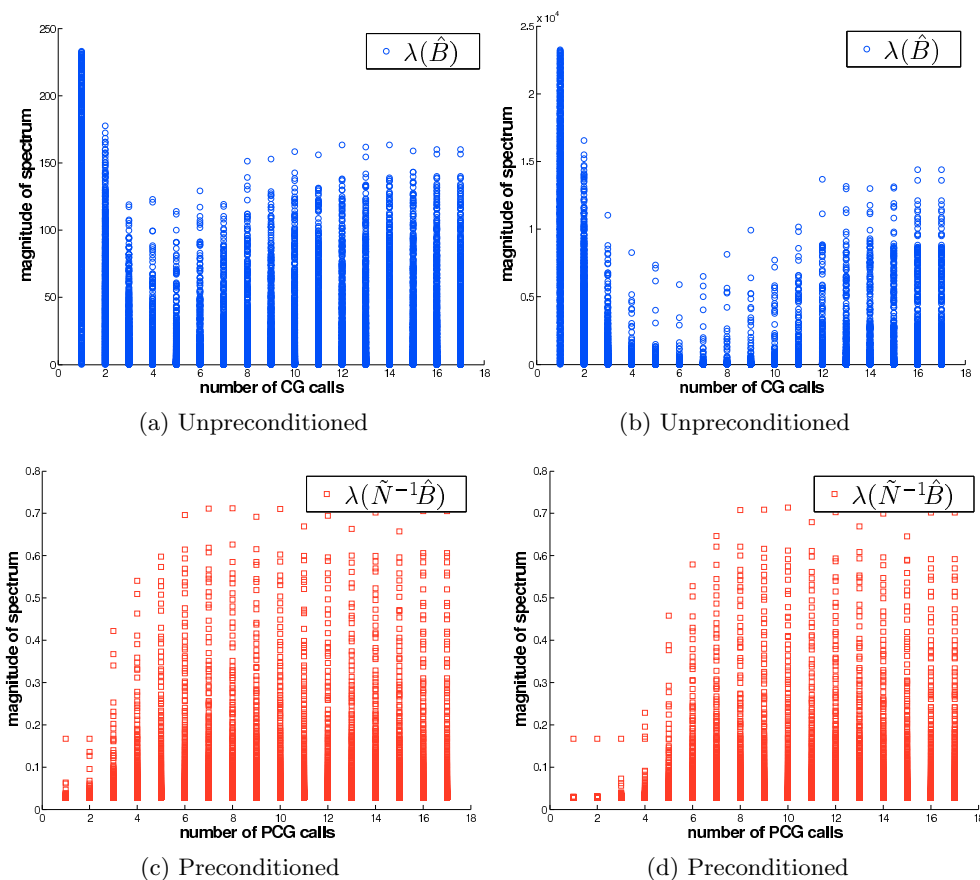 250
200
150
100
50
0
0 2 4 6 8 10 12 14 16 18
magnitude of spectrum
number of CG calls
λ(B̂)
(a) Unpreconditioned
x 10⁴
2.5
2
1.5
1
0.5
0
0 2 4 6 8 10 12 14 16 18
magnitude of spectrum
number of CG calls
λ(B̂)
(b) Unpreconditioned
0.8
0.7
0.6
0.5
0.4
0.3
0.2
0.1
0
0 2 4 6 8 10 12 14 16 18
magnitude of spectrum
number of PCG calls
λ(Ñ⁻¹B̂)
(c) Preconditioned
0.8
0.7
0.6
0.5
0.4
0.3
0.2
0.1
0
0 2 4 6 8 10 12 14 16 18
magnitude of spectrum
number of PCG calls
λ(Ñ⁻¹B̂)
(d) Preconditioned